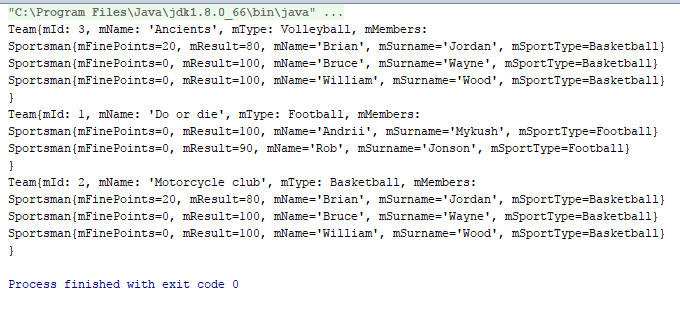 "C:\Program Files\Java\jdk1.8.0_66\bin\java" ...
Team{mId: 3, mName: 'Ancients', mType: Volleyball, mMembers:
Sportsman{mFinePoints=20, mResult=80, mName='Brian', mSurname='Jordan', mSportType=Basketball}
Sportsman{mFinePoints=0, mResult=100, mName='Bruce', mSurname='Wayne', mSportType=Basketball}
Sportsman{mFinePoints=0, mResult=100, mName='William', mSurname='Wood', mSportType=Basketball}
}
Team{mId: 1, mName: 'Do or die', mType: Football, mMembers:
Sportsman{mFinePoints=0, mResult=100, mName='Andrii', mSurname='Mykush', mSportType=Football}
Sportsman{mFinePoints=0, mResult=90, mName='Rob', mSurname='Jonson', mSportType=Football}
}
Team{mId: 2, mName: 'Motorcycle club', mType: Basketball, mMembers:
Sportsman{mFinePoints=20, mResult=80, mName='Brian', mSurname='Jordan', mSportType=Basketball}
Sportsman{mFinePoints=0, mResult=100, mName='Bruce', mSurname='Wayne', mSportType=Basketball}
Sportsman{mFinePoints=0, mResult=100, mName='William', mSurname='Wood', mSportType=Basketball}
}
Process finished with exit code 0